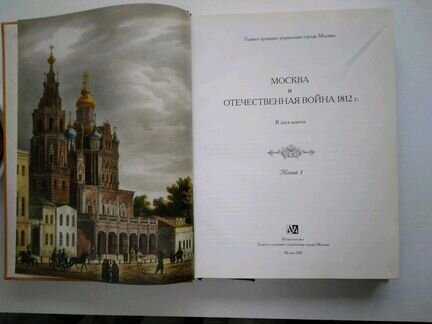 Главное архивное управление города Москвы
МОСКВА
и
ОТЕЧЕСТВЕННАЯ ВОЙНА 1812 г.
В двух книгах
Книга 1
Издательство
Главного архивного управления города Москвы
Москва